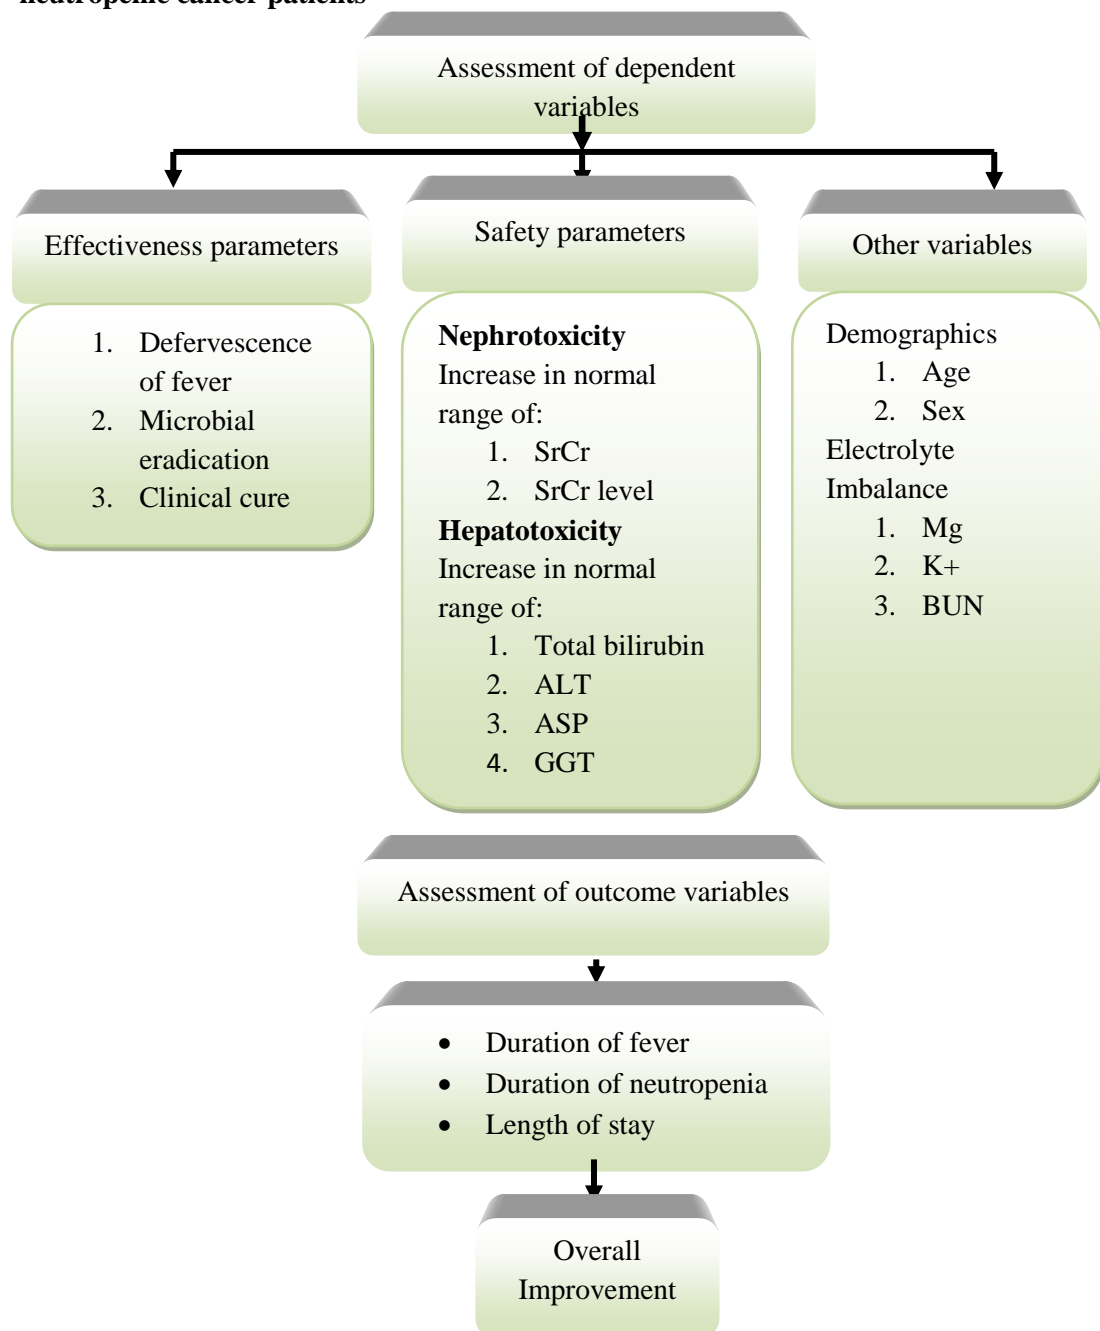 neutropenic cancer patients
Assessment of dependent
variables
Effectiveness parameters
Safety parameters
Other variables
1. Defervescence
of fever
2. Microbial
eradication
3. Clinical cure
Nephrotoxicity
Increase in normal
range of:
1. SrCr
2. SrCr level
Hepatotoxicity
Increase in normal
range of:
1. Total bilirubin
2. ALT
3. ASP
4. GGT
Demographics
1. Age
2. Sex
Electrolyte
Imbalance
1. Mg
2. K+
3. BUN
Assessment of outcome variables
• Duration of fever
• Duration of neutropenia
• Length of stay
Overall
Improvement